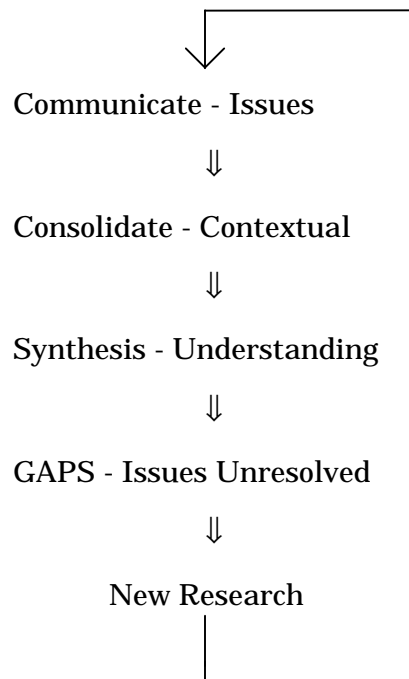 Communicate - Issues
⇓
Consolidate - Contextual
⇓
Synthesis - Understanding
⇓
GAPS - Issues Unresolved
⇓
New Research